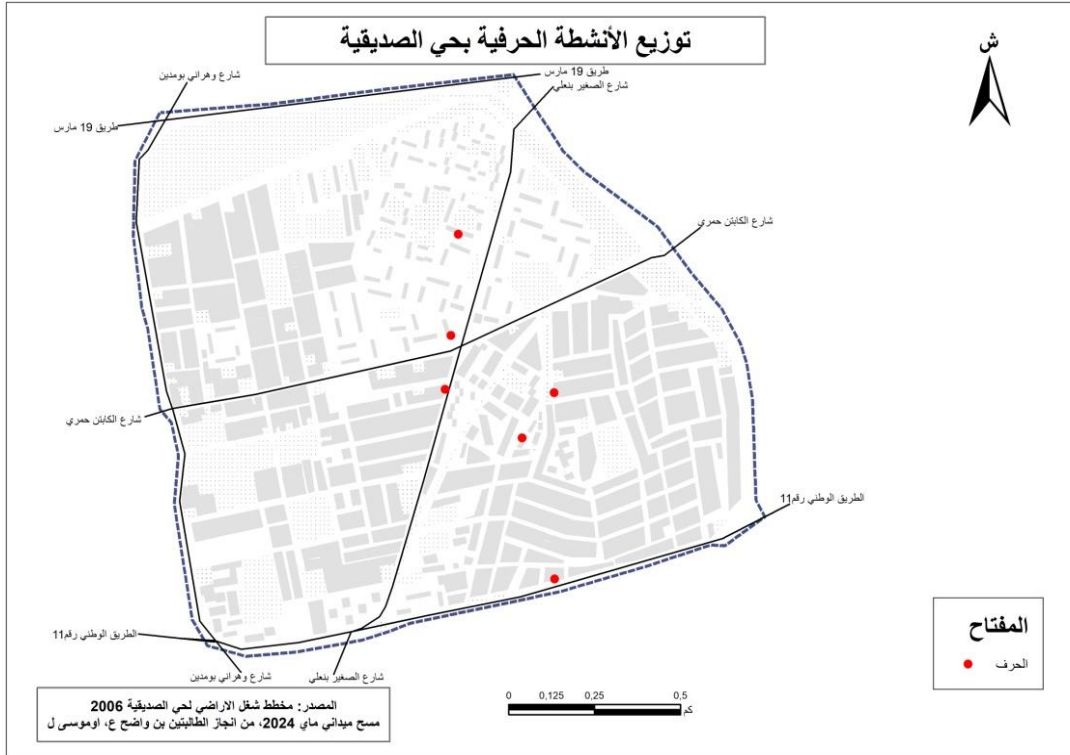 توزيع الأنشطة الحرفية بحي الصديقية
ش
شارع وهراني بومدين
طريق 19 مارس
شارع الصغير بنعلي
طريق 19 مارس
شارع الكابتن حمري
شارع الكابتن حمري
الطريق الوطني رقم11
الطريق الوطني رقم11
شارع وهراني بومدين
شارع الصغير بنعلي
المفتاح
الحرف
0 0,125 0,25 0,5
كم
المصدر: مخطط شغل الاراضي لحي الصديقية 2006
مسح ميداني ماي 2024، من انجاز الطالبتين بن واضح ع، اوموسى ل